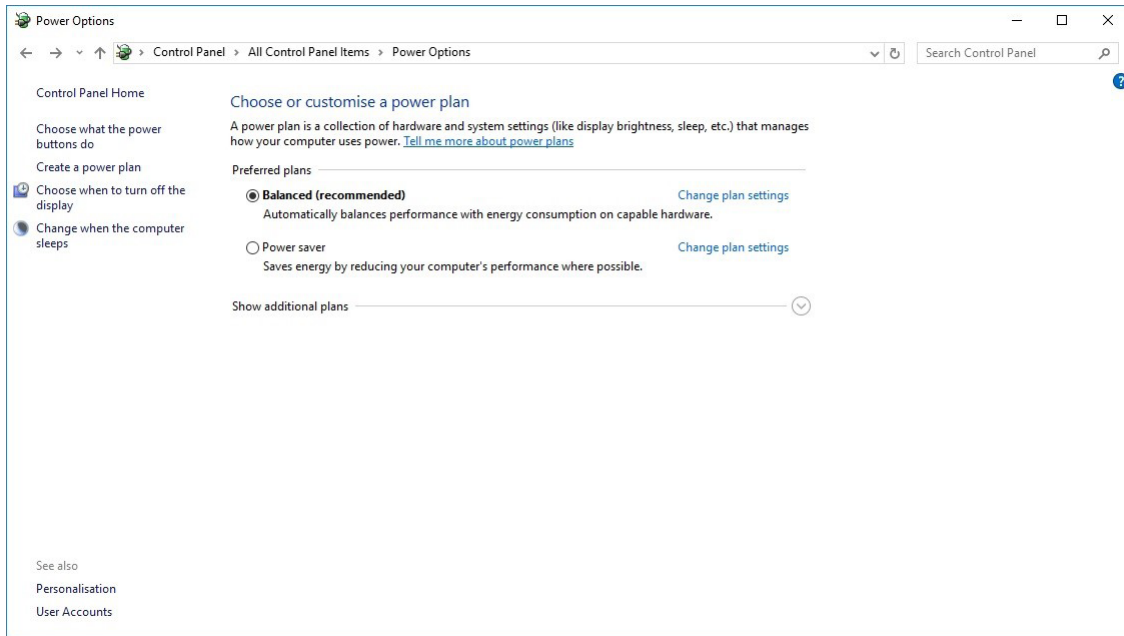 Power Options
Control Panel > All Control Panel Items > Power Options
Search Control Panel
?
Control Panel Home
Choose what the power
buttons do
Create a power plan
Choose when to turn off the
display
Change when the computer
sleeps
Choose or customise a power plan
A power plan is a collection of hardware and system settings (like display brightness, sleep, etc.) that manages
how your computer uses power. Tell me more about power plans
Preferred plans
Balanced (recommended) Change plan settings
Automatically balances performance with energy consumption on capable hardware.
Power saver Change plan settings
Saves energy by reducing your computer's performance where possible.
Show additional plans
See also
Personalisation
User Accounts